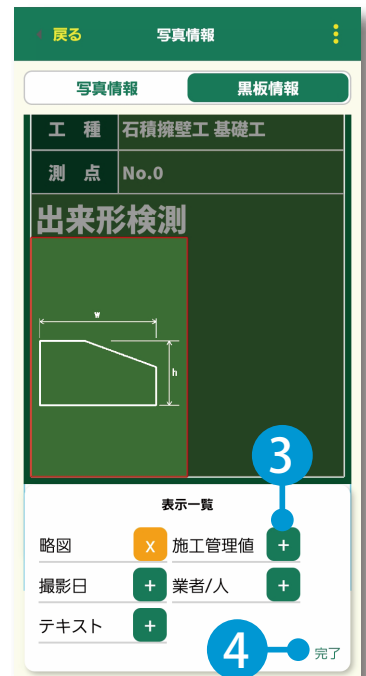 戻る 写真情報
写真情報 黒板情報
工 種 石積擁壁工 基礎工
測 点 No.0
出来形検測
w
h
3
表示一覧
略図 x 施工管理値 +
撮影日 + 業者/人 +
テキスト +
4 完了